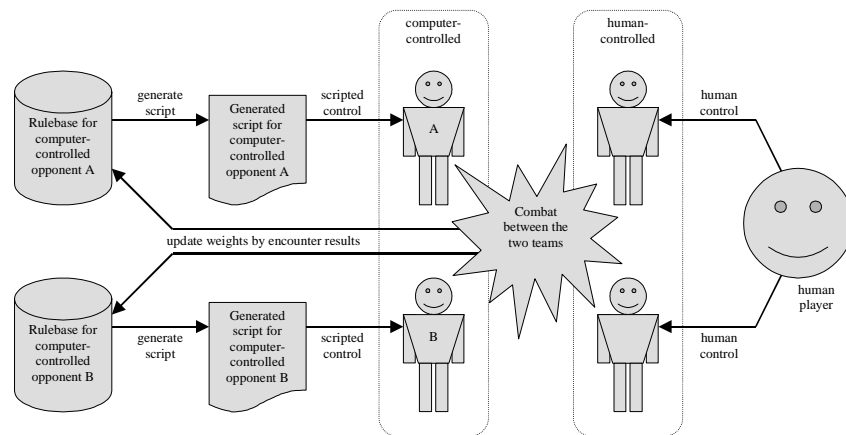 computer-
controlled
human-
controlled
Rulebase for
computer-
controlled
opponent A
generate
script
Generated
script for
computer-
controlled
opponent A
scripted
control
A
human
control
Combat
between the
two teams
update weights by encounter results
human
player
Rulebase for
computer-
controlled
opponent B
generate
script
Generated
script for
computer-
controlled
opponent B
scripted
control
B
human
control